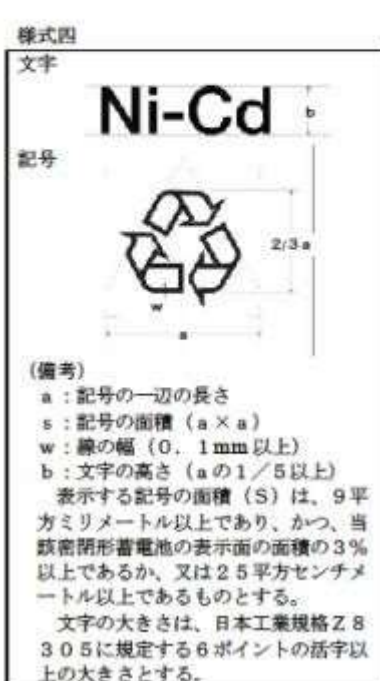 様式四
文字
Ni-Cd
b
記号
2/3a
w
a
(備考)
a:記号の一辺の長さ
s:記号の面積(a×a)
w:線の幅(0.1mm以上)
b:文字の高さ(aの1/5以上)
表示する記号の面積(S)は、9平
方ミリメートル以上であり、かつ、当
該密閉形蓄電池の表示面の面積の3%
以上であるか、又は25平方センチメ
ートル以上であるものとする。
文字の大きさは、日本工業規格Z8
305に規定する6ポイントの活字以
上の大きさとする。